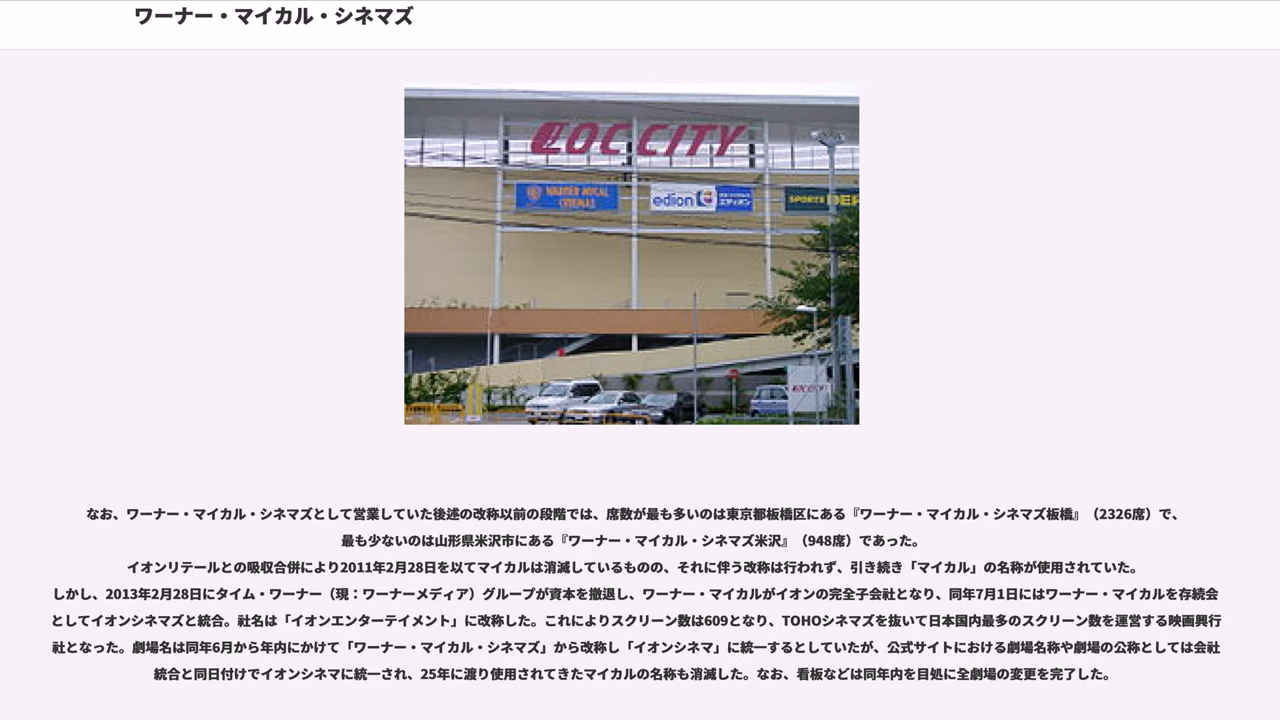 ワーナー・マイカル・シネマズ
LOC CITY
WARNER MYCAL
CINEMAS
edion
エディオン
SPORTS DEP
LOC CITY
なお、ワーナー・マイカル・シネマズとして営業していた後述の改称以前の段階では、席数が最も多いのは東京都板橋区にある『ワーナー・マイカル・シネマズ板橋』（2326席）で、
最も少ないのは山形県米沢市にある『ワーナー・マイカル・シネマズ米沢』（948席）であった。
イオンリテールとの吸収合併により2011年2月28日を以てマイカルは消滅しているものの、それに伴う改称は行われず、引き続き「マイカル」の名称が使用されていた。
しかし、2013年2月28日にタイム・ワーナー（現：ワーナーメディア）グループが資本を撤退し、ワーナー・マイカルがイオンの完全子会社となり、同年7月1日にはワーナー・マイカルを存続会
としてイオンシネマズと統合。社名は「イオンエンターテイメント」に改称した。これによりスクリーン数は609となり、TOHOシネマズを抜いて日本国内最多のスクリーン数を運営する映画興行
社となった。劇場名は同年6月から年内にかけて「ワーナー・マイカル・シネマズ」から改称し「イオンシネマ」に統一するとしていたが、公式サイトにおける劇場名称や劇場の公称としては会社
統合と同日付けでイオンシネマに統一され、25年に渡り使用されてきたマイカルの名称も消滅した。なお、看板などは同年内を目処に全劇場の変更を完了した。